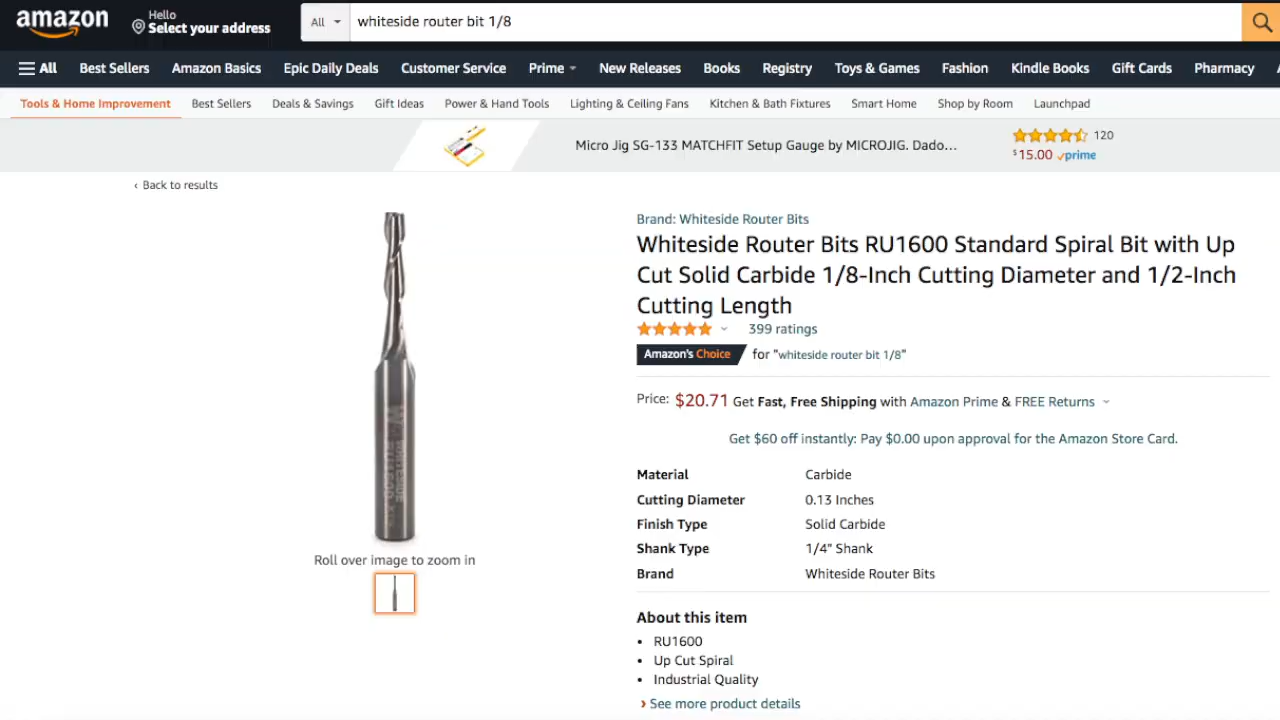 amazon
Hello
Select your address
All
whiteside router bit 1/8
All
Best Sellers
Amazon Basics
Epic Daily Deals
Customer Service
Prime
New Releases
Books
Registry
Toys & Games
Fashion
Kindle Books
Gift Cards
Pharmacy
Tools & Home Improvement
Best Sellers
Deals & Savings
Gift Ideas
Power & Hand Tools
Lighting & Ceiling Fans
Kitchen & Bath Fixtures
Smart Home
Shop by Room
Launchpad
Micro Jig SG-133 MATCHFIT Setup Gauge by MICROJIG. Dado...
120
$15.00 prime
‹ Back to results
Brand: Whiteside Router Bits
Whiteside Router Bits RU1600 Standard Spiral Bit with Up
Cut Solid Carbide 1/8-Inch Cutting Diameter and 1/2-Inch
Cutting Length
399 ratings
Amazon's Choice for "whiteside router bit 1/8"
Price: $20.71 Get Fast, Free Shipping with Amazon Prime & FREE Returns
Get $60 off instantly: Pay $0.00 upon approval for the Amazon Store Card.
Material Carbide
Cutting Diameter 0.13 Inches
Finish Type Solid Carbide
Shank Type 1/4" Shank
Brand Whiteside Router Bits
About this item
• RU1600
• Up Cut Spiral
• Industrial Quality
› See more product details
WHITESIDE
RU1600
Roll over image to zoom in